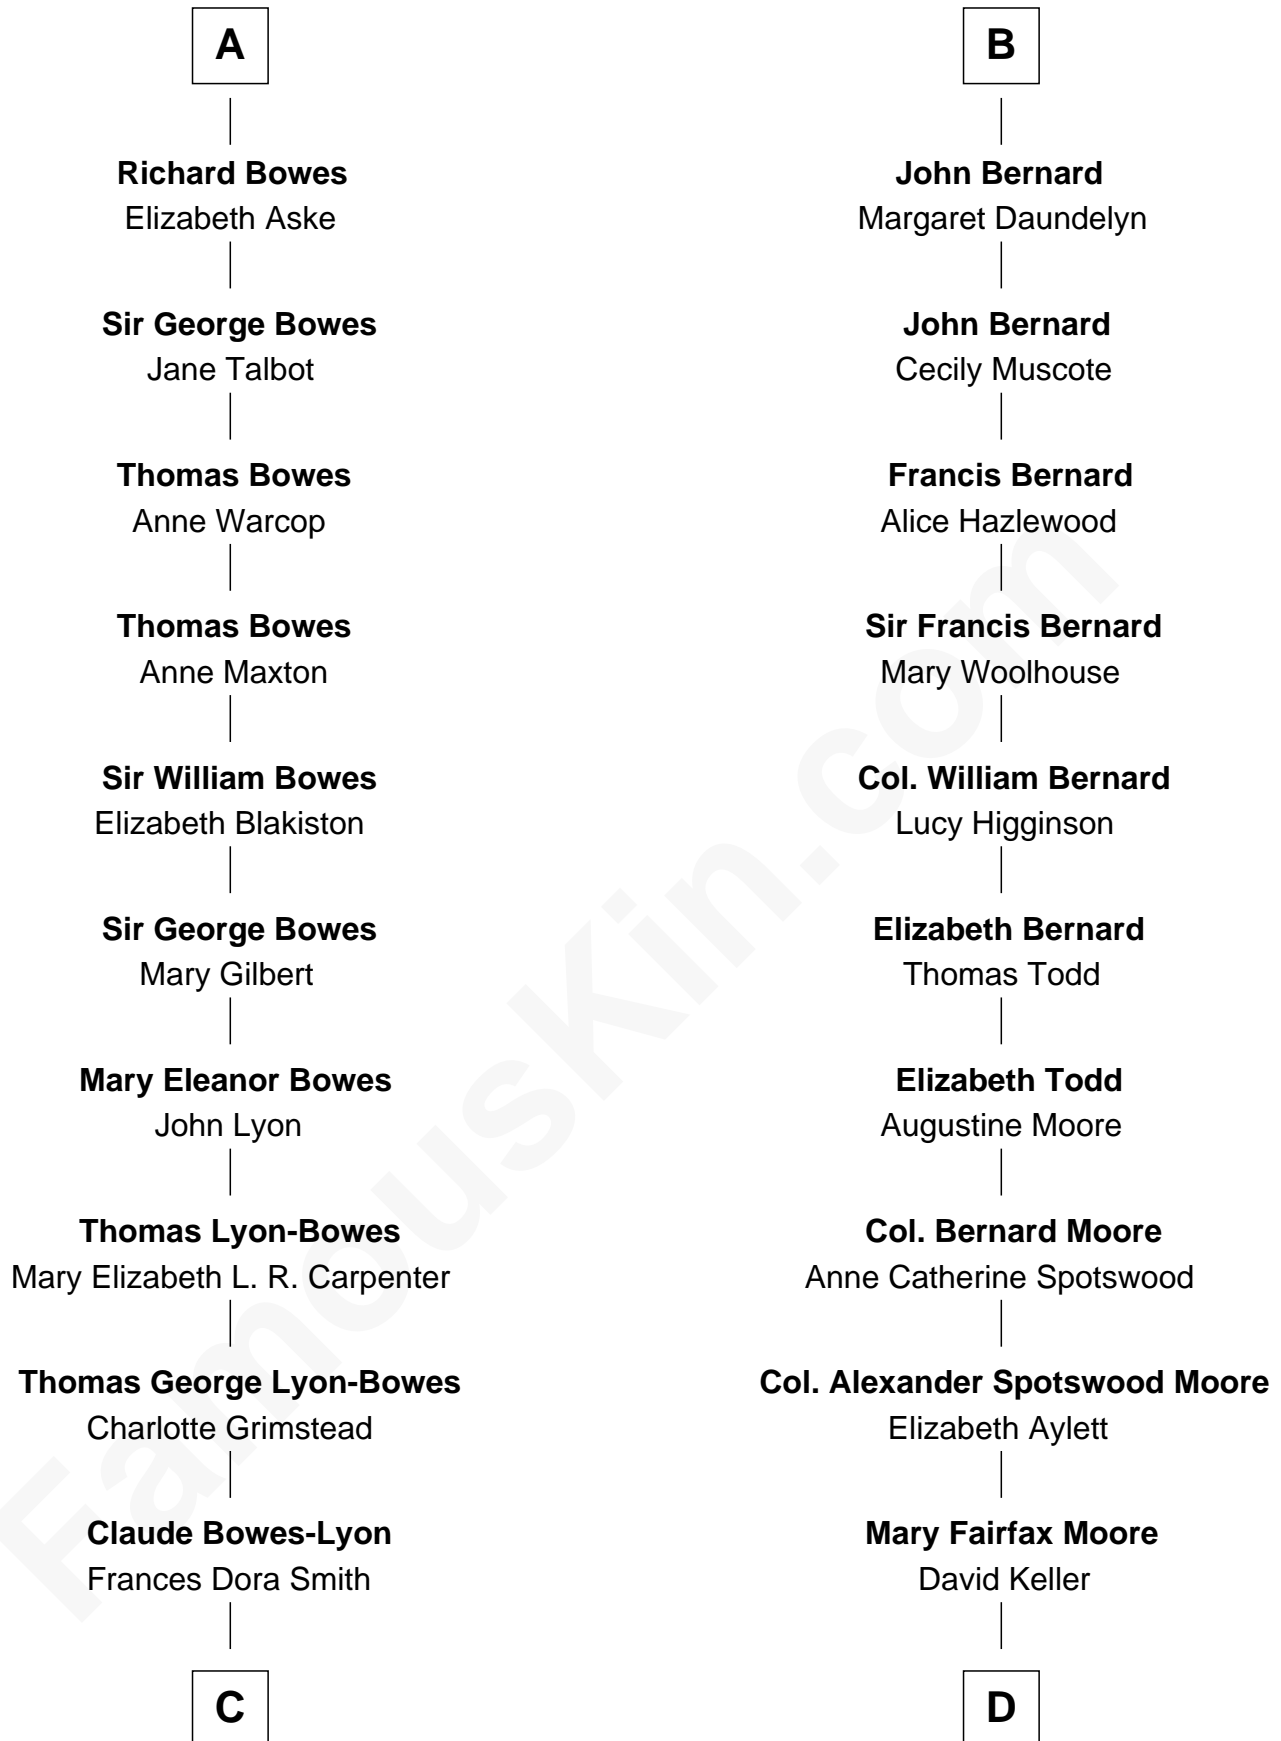 A
Richard Bowes
Elizabeth Aske
Sir George Bowes
Jane Talbot
Thomas Bowes
Anne Warcop
Thomas Bowes
Anne Maxton
Sir William Bowes
Elizabeth Blakiston
Sir George Bowes
Mary Gilbert
Mary Eleanor Bowes
John Lyon
Thomas Lyon-Bowes
Mary Elizabeth L. R. Carpenter
Thomas George Lyon-Bowes
Charlotte Grimstead
Claude Bowes-Lyon
Frances Dora Smith
C
B
John Bernard
Margaret Daundelyn
John Bernard
Cecily Muscote
Francis Bernard
Alice Hazlewood
Sir Francis Bernard
Mary Woolhouse
Col. William Bernard
Lucy Higginson
Elizabeth Bernard
Thomas Todd
Elizabeth Todd
Augustine Moore
Col. Bernard Moore
Anne Catherine Spotswood
Col. Alexander Spotswood Moore
Elizabeth Aylett
Mary Fairfax Moore
David Keller
D
FamousKin.com